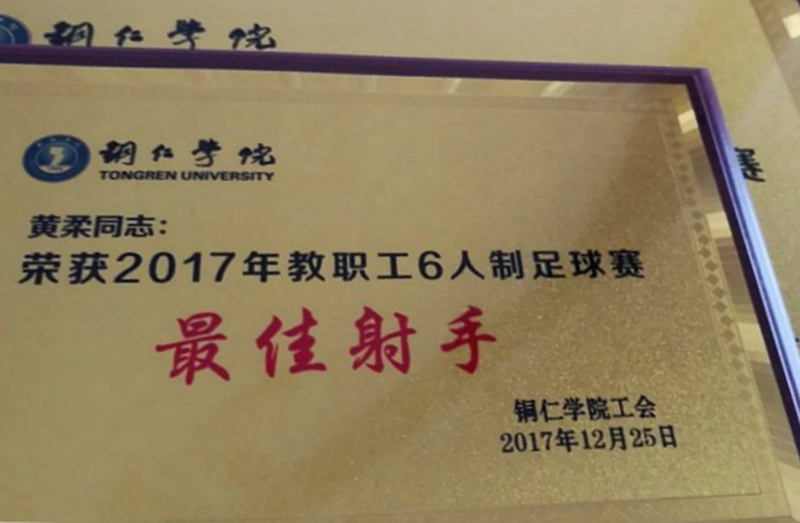 铜仁学院
赛
铜仁学院
TONGREN UNIVERSITY
黄柔同志：
荣获2017年教职工6人制足球赛
最佳射手
铜仁学院工会
2017年12月25日